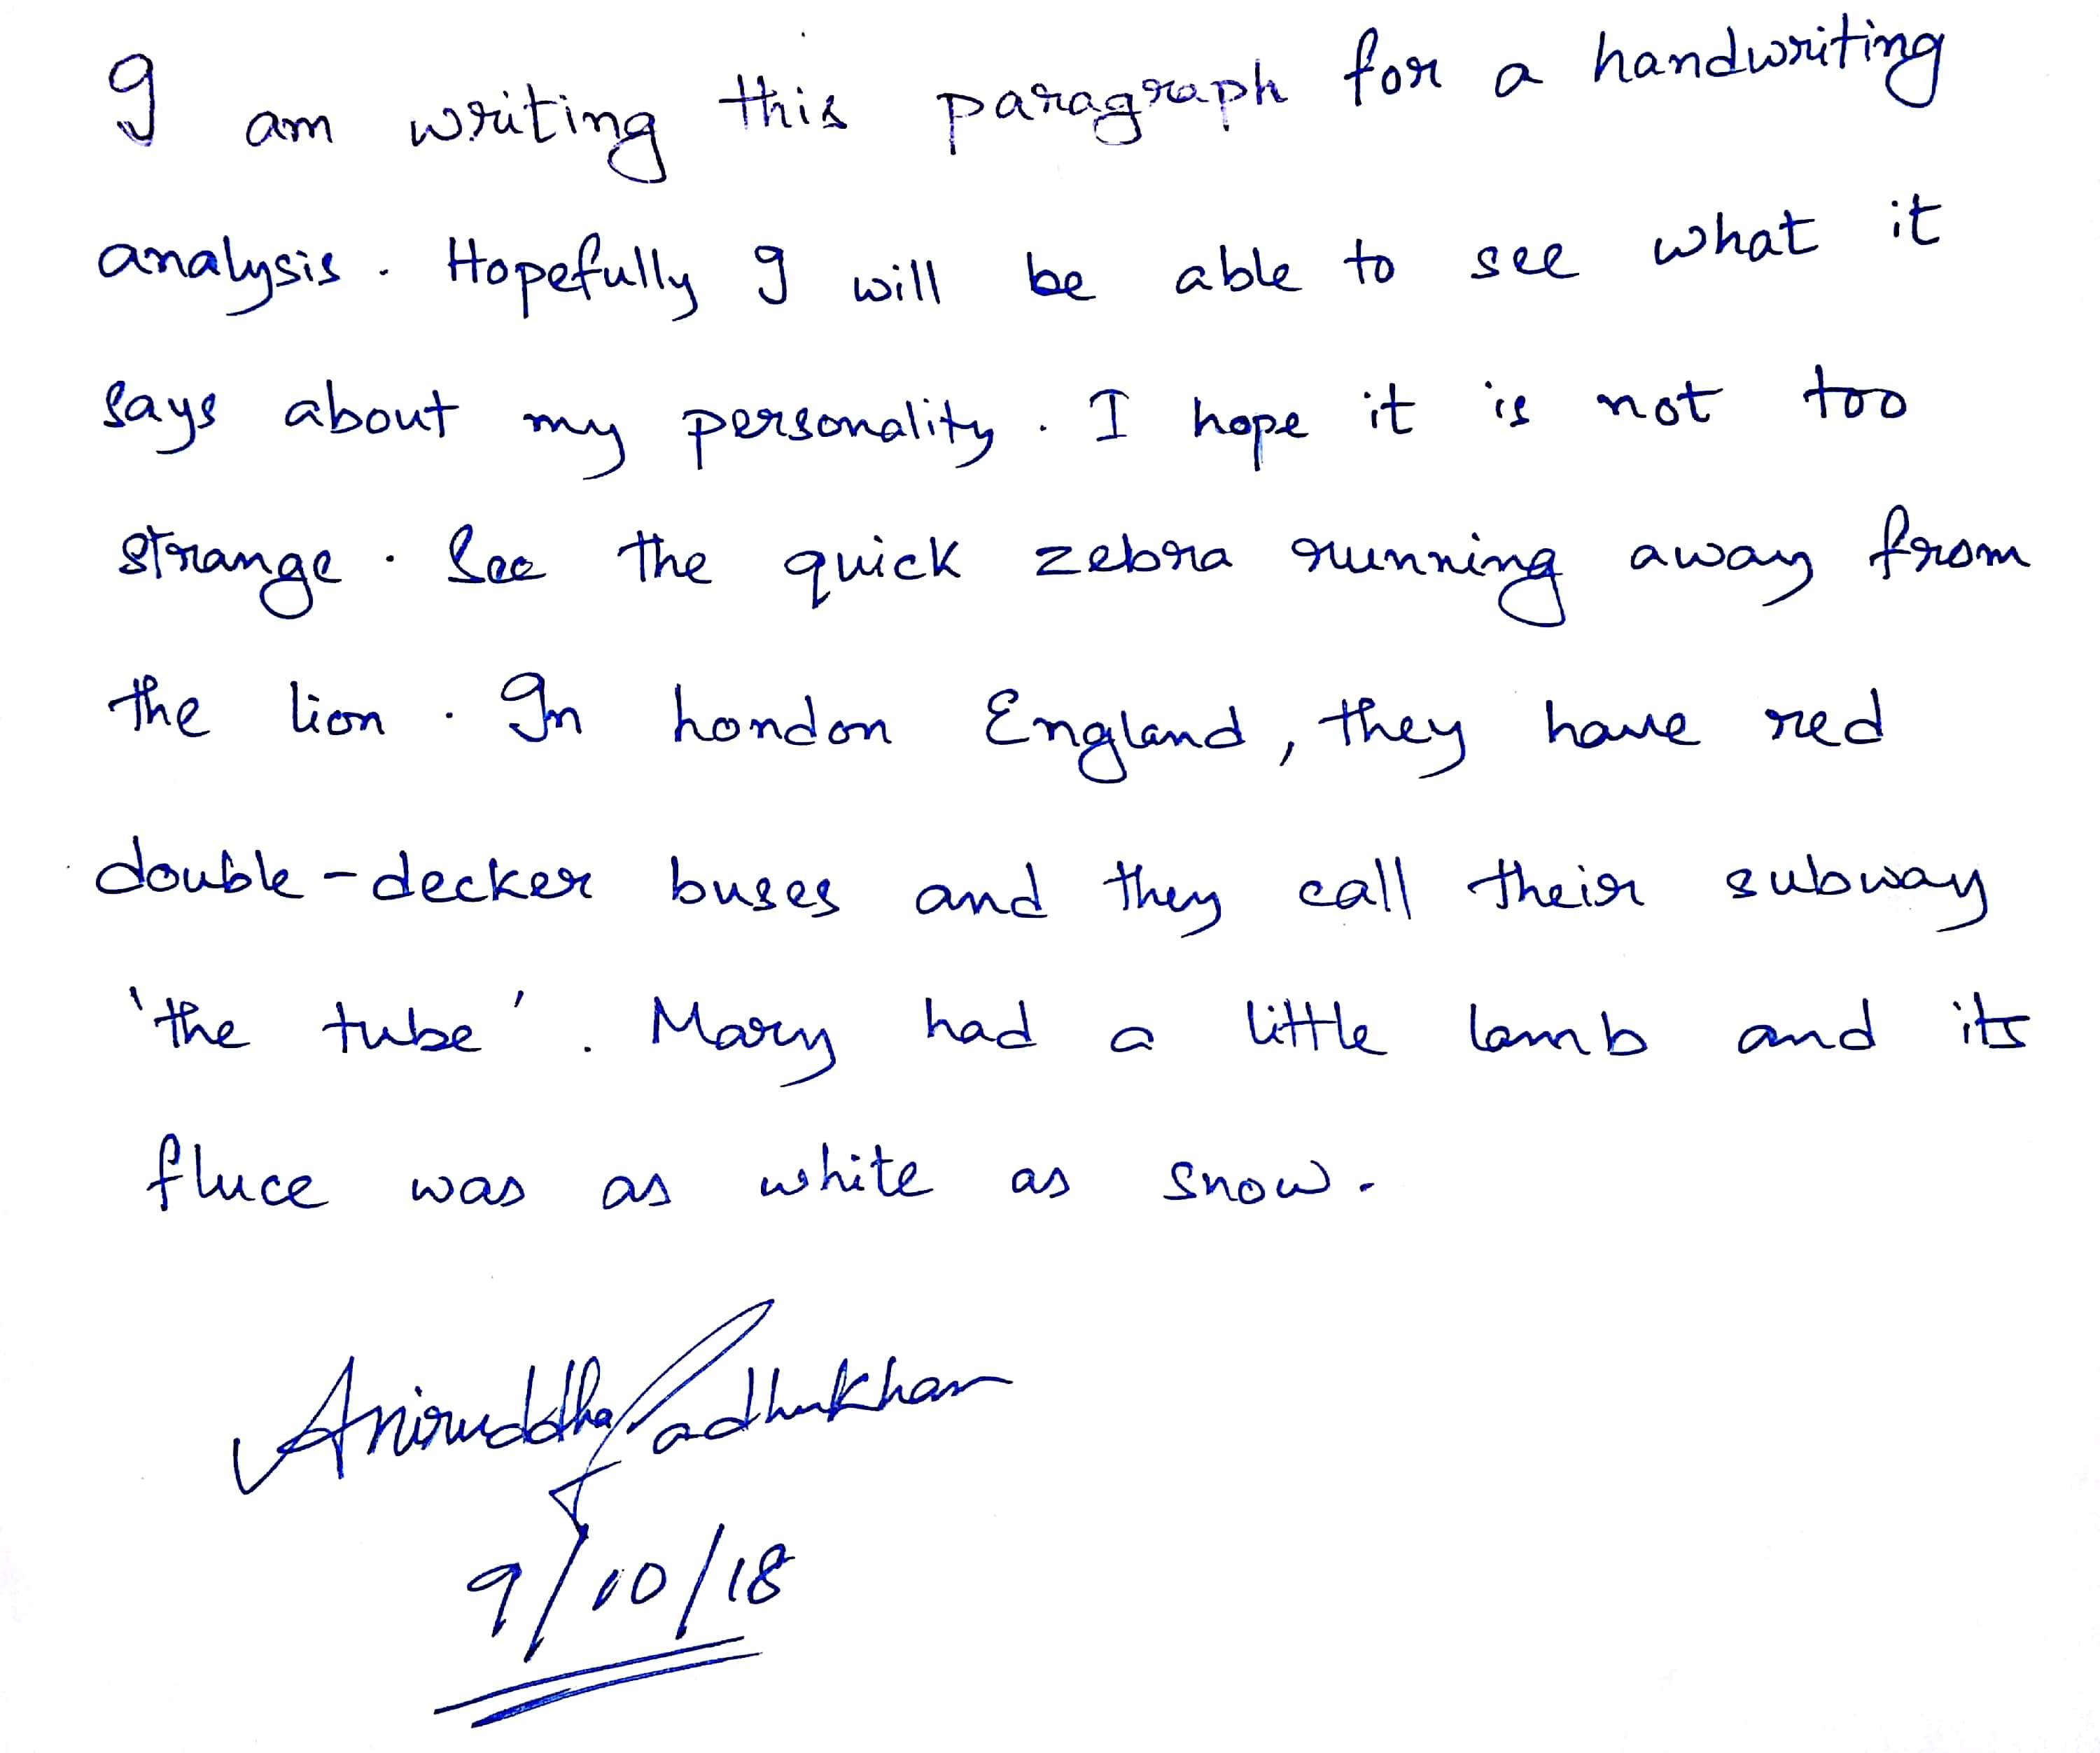 I am writing this paragraph for a handwriting
analysis. Hopefully I will be able to see what it
says about my personality. I hope it is not too
strange. See the quick zebra running away from
the lion. In London England, they have red
double-decker buses and they call their subway
'the tube'. Mary had a little lamb and its
fluce was as white as snow.
Aniruddha Sadhukhan
9/10/18